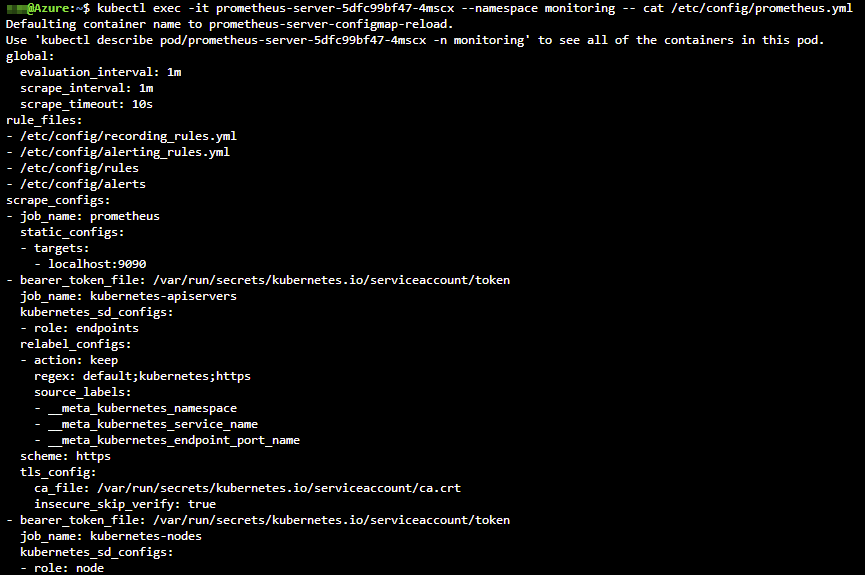 @Azure:~$ kubectl exec -it prometheus-server-5dfc99bf47-4mscx --namespace monitoring -- cat /etc/config/prometheus.yml
Defaulting container name to prometheus-server-configmap-reload.
Use 'kubectl describe pod/prometheus-server-5dfc99bf47-4mscx -n monitoring' to see all of the containers in this pod.
global:
  evaluation_interval: 1m
  scrape_interval: 1m
  scrape_timeout: 10s
rule_files:
- /etc/config/recording_rules.yml
- /etc/config/alerting_rules.yml
- /etc/config/rules
- /etc/config/alerts
scrape_configs:
- job_name: prometheus
  static_configs:
  - targets:
    - localhost:9090
- bearer_token_file: /var/run/secrets/kubernetes.io/serviceaccount/token
  job_name: kubernetes-apiservers
  kubernetes_sd_configs:
  - role: endpoints
  relabel_configs:
  - action: keep
    regex: default;kubernetes;https
    source_labels:
    - __meta_kubernetes_namespace
    - __meta_kubernetes_service_name
    - __meta_kubernetes_endpoint_port_name
  scheme: https
  tls_config:
    ca_file: /var/run/secrets/kubernetes.io/serviceaccount/ca.crt
    insecure_skip_verify: true
- bearer_token_file: /var/run/secrets/kubernetes.io/serviceaccount/token
  job_name: kubernetes-nodes
  kubernetes_sd_configs:
  - role: node